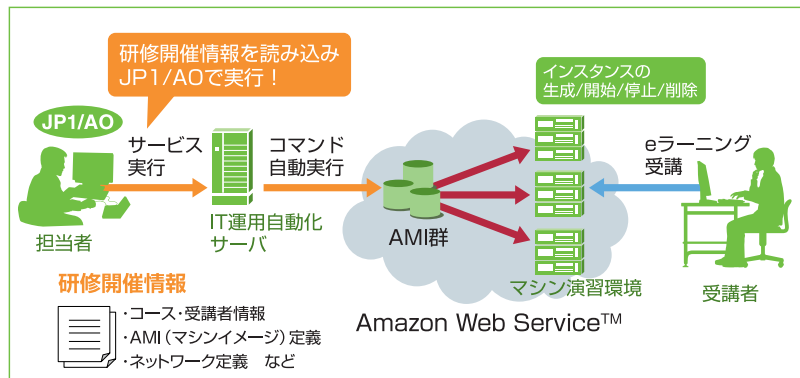 研修開催情報を読み込み
JP1/AOで実行！
インスタンスの
生成/開始/停止/削除
JP1/AO
サービス
実行
コマンド
自動実行
eラーニング
受講
担当者
IT運用自動化
サーバ
AMI群
マシン演習環境
受講者
Amazon Web Service™
研修開催情報
・コース・受講者情報
・AMI（マシンイメージ）定義
・ネットワーク定義　など